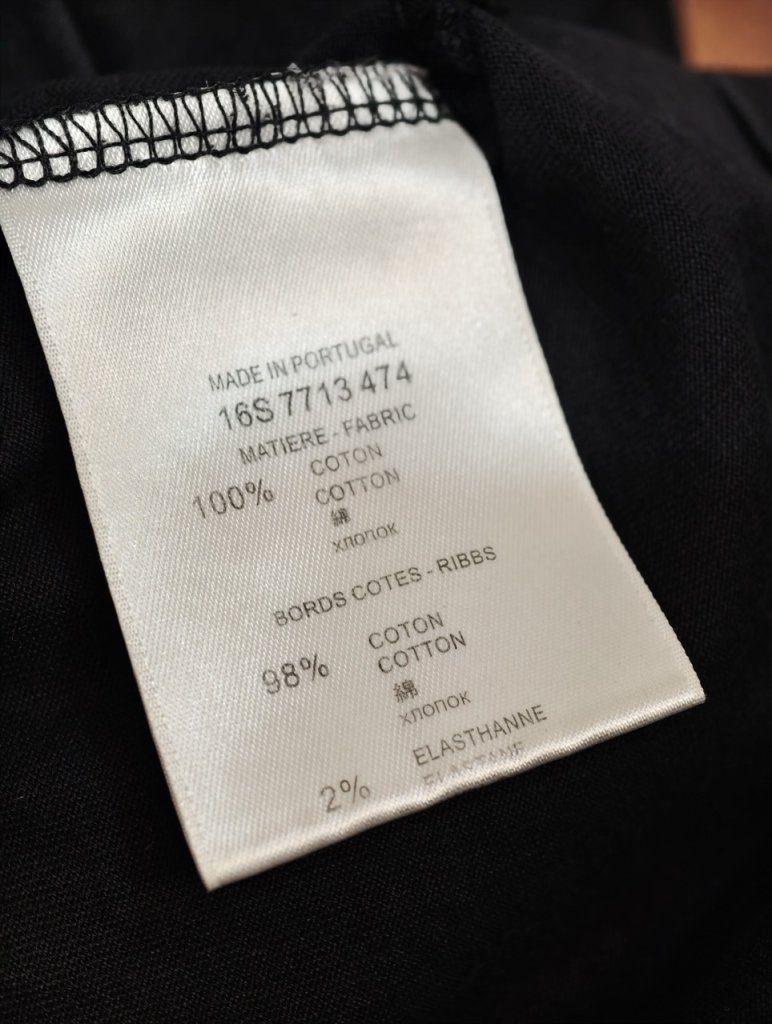 MADE IN PORTUGAL
16S 7713 474
MATIERE - FABRIC
100% COTON
COTTON
綿
хлопок
BORDS COTES - RIBBS
98% COTON
COTTON
綿
хлопок
2% ELASTHANNE
ELASTANE